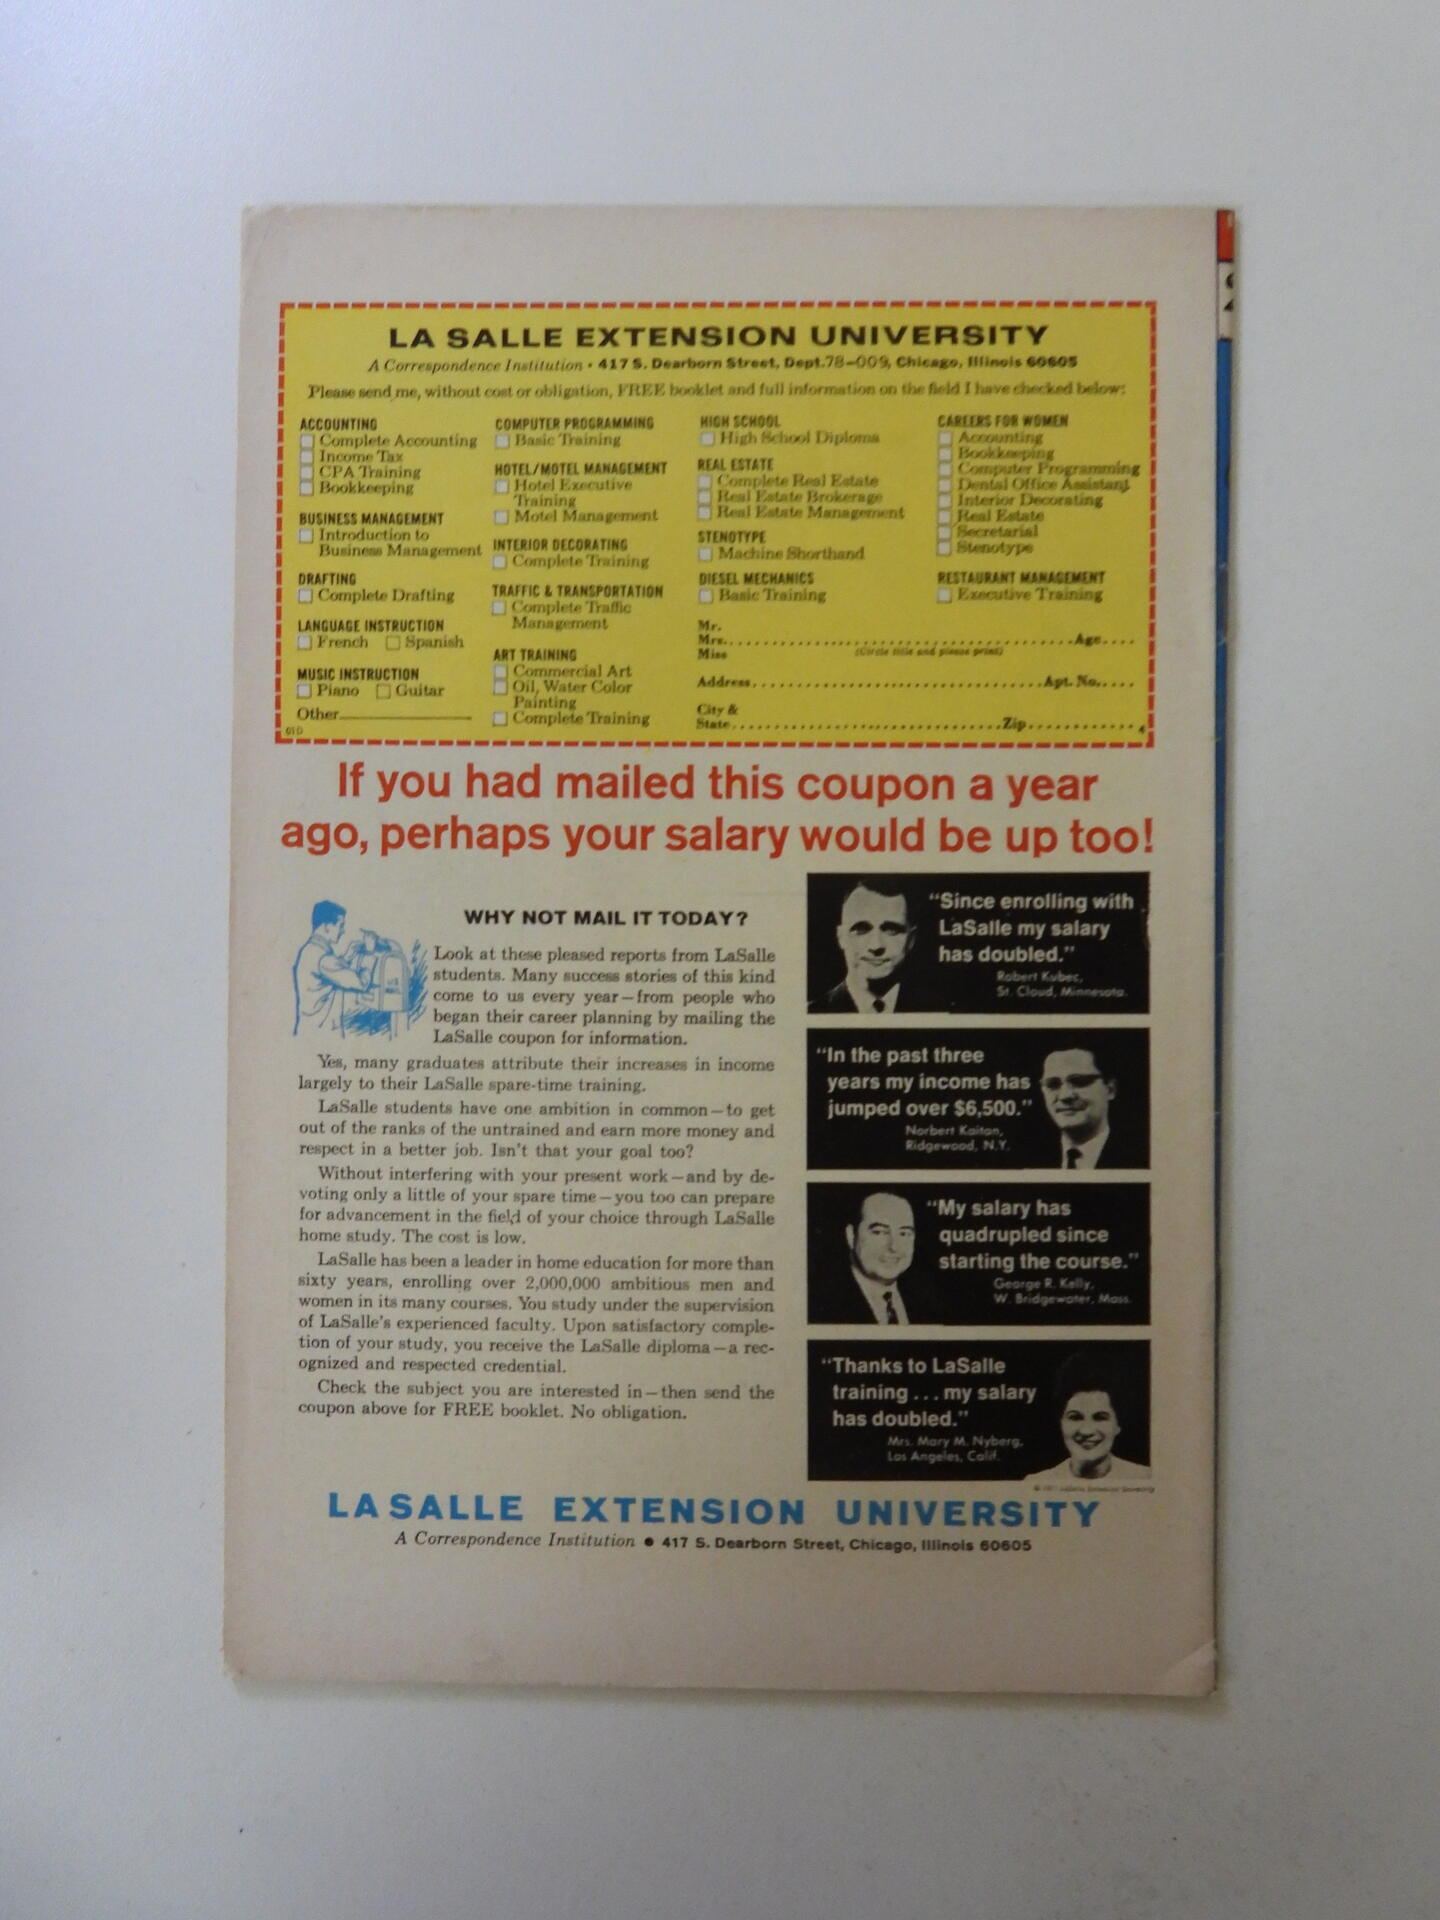 LA SALLE EXTENSION UNIVERSITY
A Correspondence Institution • 417 S. Dearborn Street, Dept. 78-009, Chicago, Illinois 60605
Please send me, without cost or obligation, FREE booklet and full information on the field I have checked below:
ACCOUNTING
Complete Accounting
Income Tax
CPA Training
Bookkeeping
BUSINESS MANAGEMENT
Introduction to
Business Management
DRAFTING
Complete Drafting
LANGUAGE INSTRUCTION
French Spanish
MUSIC INSTRUCTION
Piano Guitar
Other
01D
COMPUTER PROGRAMMING
Basic Training
HOTEL/MOTEL MANAGEMENT
Hotel Executive
Training
Motel Management
INTERIOR DECORATING
Complete Training
TRAFFIC & TRANSPORTATION
Complete Traffic
Management
ART TRAINING
Commercial Art
Oil, Water Color
Painting
Complete Training
HIGH SCHOOL
High School Diploma
REAL ESTATE
Complete Real Estate
Real Estate Brokerage
Real Estate Management
STENOTYPE
Machine Shorthand
DIESEL MECHANICS
Basic Training
CAREERS FOR WOMEN
Accounting
Bookkeeping
Computer Programming
Dental Office Assistant
Interior Decorating
Real Estate
Secretarial
Stenotype
RESTAURANT MANAGEMENT
Executive Training
Mr.
Mrs. Age
Miss (Circle title and please print)
Address Apt. No.
City &
State Zip 4
If you had mailed this coupon a year
ago, perhaps your salary would be up too!
WHY NOT MAIL IT TODAY?
Look at these pleased reports from LaSalle
students. Many success stories of this kind
come to us every year—from people who
began their career planning by mailing the
LaSalle coupon for information.
Yes, many graduates attribute their increases in income
largely to their LaSalle spare-time training.
LaSalle students have one ambition in common—to get
out of the ranks of the untrained and earn more money and
respect in a better job. Isn't that your goal too?
Without interfering with your present work—and by de-
voting only a little of your spare time—you too can prepare
for advancement in the field of your choice through LaSalle
home study. The cost is low.
LaSalle has been a leader in home education for more than
sixty years, enrolling over 2,000,000 ambitious men and
women in its many courses. You study under the supervision
of LaSalle's experienced faculty. Upon satisfactory comple-
tion of your study, you receive the LaSalle diploma—a rec-
ognized and respected credential.
Check the subject you are interested in—then send the
coupon above for FREE booklet. No obligation.
"Since enrolling with
LaSalle my salary
has doubled."
Robert Kubec,
St. Cloud, Minnesota.
"In the past three
years my income has
jumped over $6,500."
Norbert Kaitan,
Ridgewood, N.Y.
"My salary has
quadrupled since
starting the course."
George R. Kelly,
W. Bridgewater, Mass.
"Thanks to LaSalle
training ... my salary
has doubled."
Mrs. Mary M. Nyberg,
Los Angeles, Calif.
LA SALLE EXTENSION UNIVERSITY
A Correspondence Institution • 417 S. Dearborn Street, Chicago, Illinois 60605